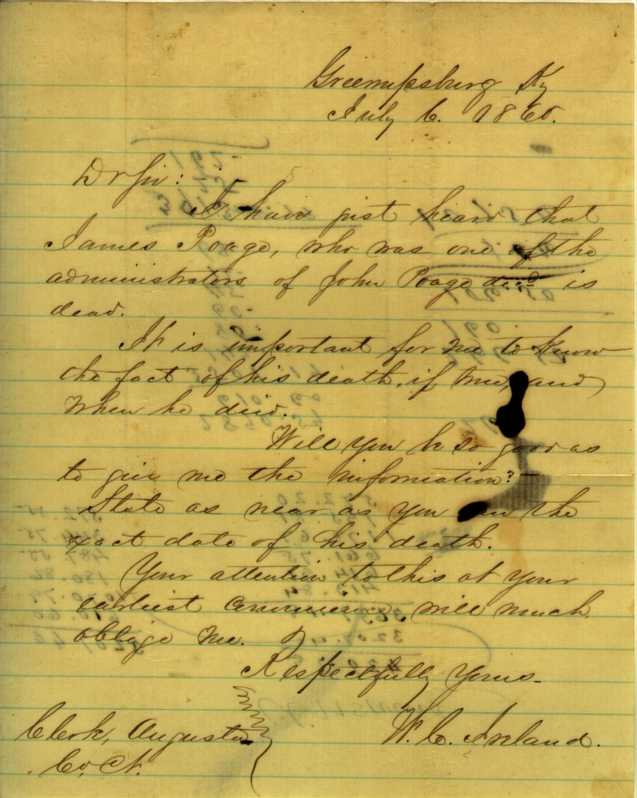 Greenupsburg Ky
July 6. 1860.
Dr Sir:
I have just heard that
James Poage, who was one of the
administrators of John Poage decd is
dead.
It is important for me to know
the fact of his death, if true, and
when he died.
Will you be so good as
to give me the information?
State as near as you can the
exact date of his death.
Your attention to this at your
earliest convenience will much
oblige me.
Respectfully Yours
W. C. Ireland.
Clerk, Augusta
Co. Ct.